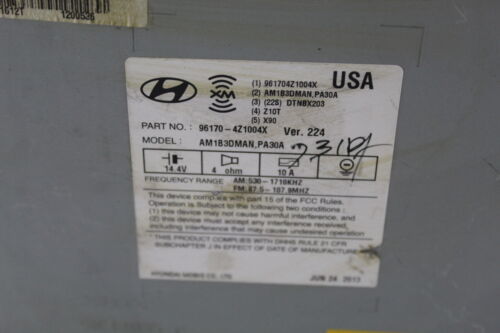 1612T
1200536
XM
USA
(1) 961704Z1004X
(2) AM1B3DMAN,PA30A
(3) (22S) DTNBX203
(4) Z10T
(5) X90
PART NO. : 96170-4Z1004X Ver. 224
MODEL : AM1B3DMAN,PA30A
14.4V 4 ohm 10 A
FREQUENCY RANGE AM:530-1710KHZ
FM:87.5-107.9MHZ
This device complies with part 15 of the FCC Rules.
Operation is Subject to the following two conditions :
(1) This device may not cause harmful interference, and
(2) this device must accept any interference received
including interference that may cause undesired operation
*THIS PRODUCT COMPLIES WITH DHHS RULE 21 CFR
SUBCHAPTER J IN EFFECT OF DATE OF MANUFACTURE
HYUNDAI MOBIS CO., LTD
JUN 24 2013